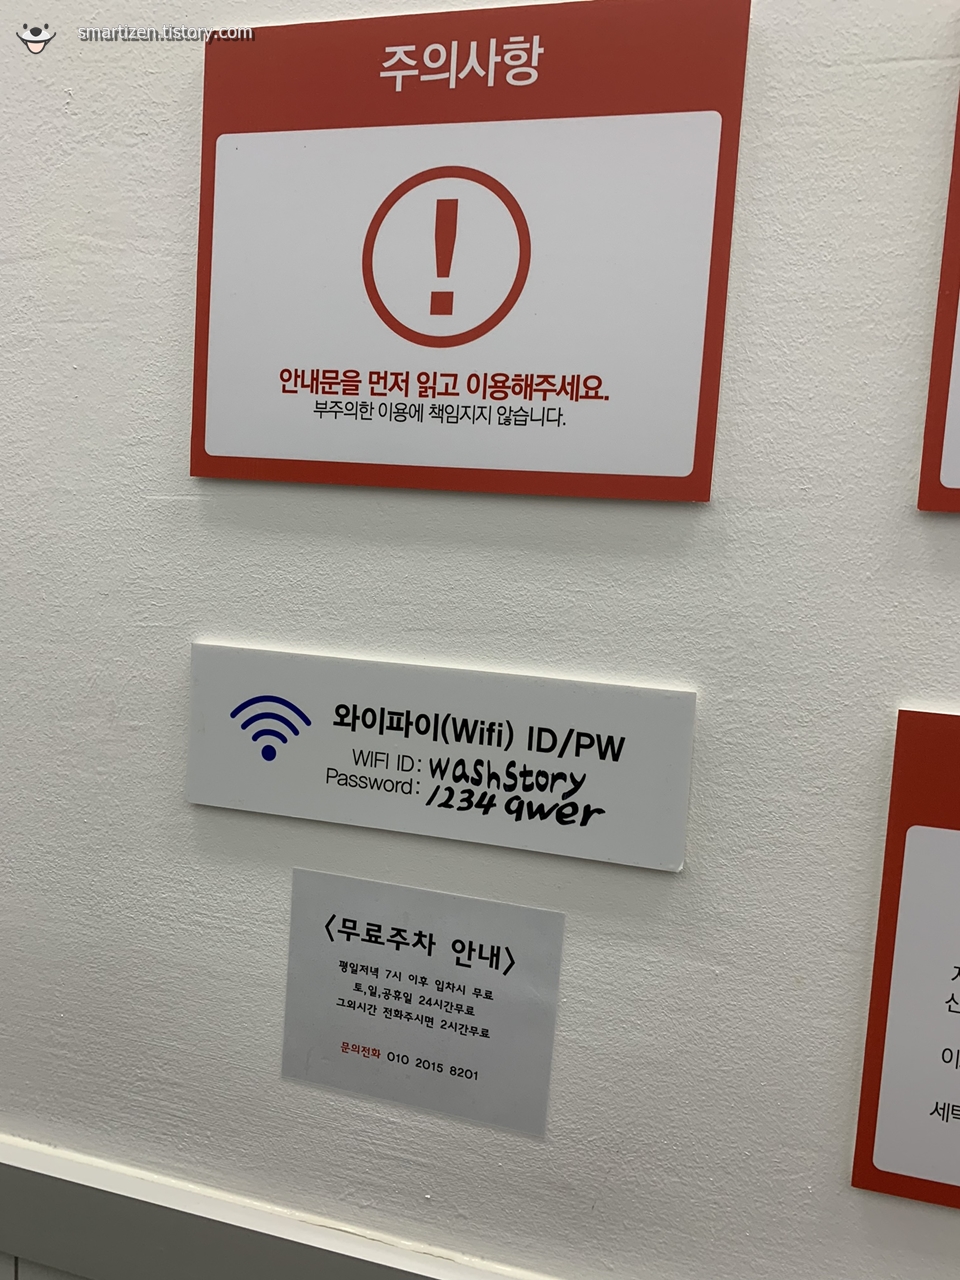 smartizen.tistory.com
주의사항
!
안내문을 먼저 읽고 이용해주세요.
부주의한 이용에 책임지지 않습니다.
와이파이(Wifi) ID/PW
WIFI ID: washstory
Password: 1234qwer
<무료주차 안내>
평일저녁 7시 이후 입차시 무료
토,일,공휴일 24시간무료
그외시간 전화주시면 2시간무료
문의전화 010 2015 8201
이
세탁